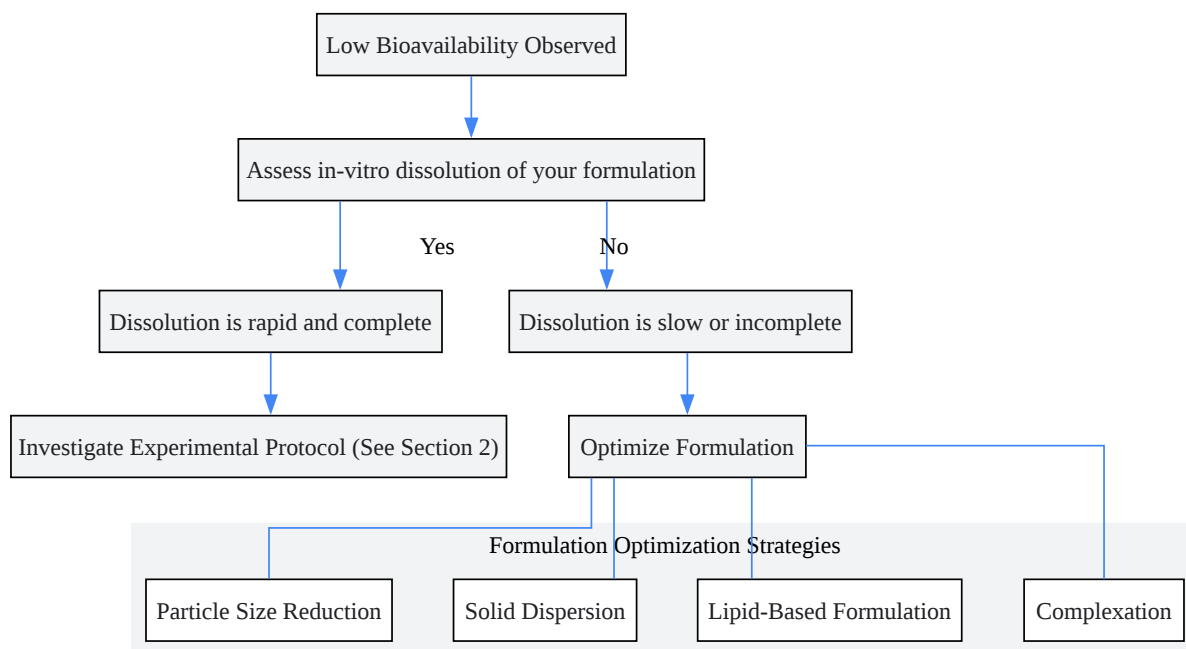 Low Bioavailability Observed
Assess in-vitro dissolution of your formulation
Yes
No
Dissolution is rapid and complete
Dissolution is slow or incomplete
Investigate Experimental Protocol (See Section 2)
Optimize Formulation
Formulation Optimization Strategies
Particle Size Reduction
Solid Dispersion
Lipid-Based Formulation
Complexation